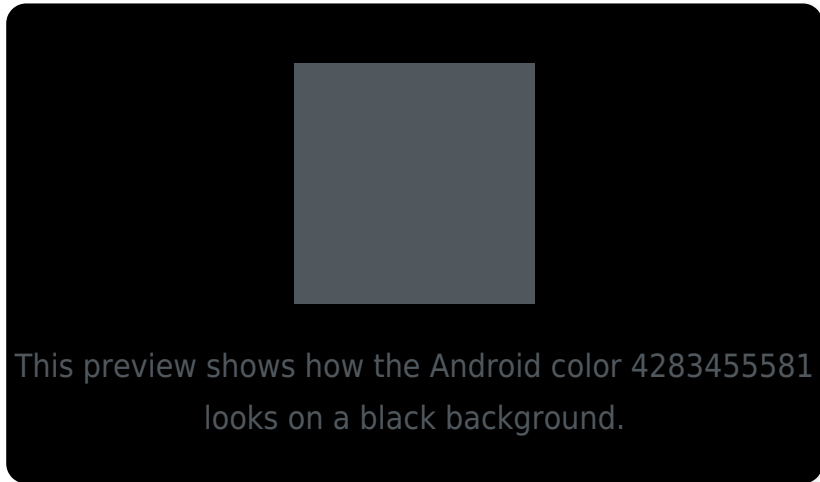 This preview shows how the Android color 4283455581
looks on a black background.